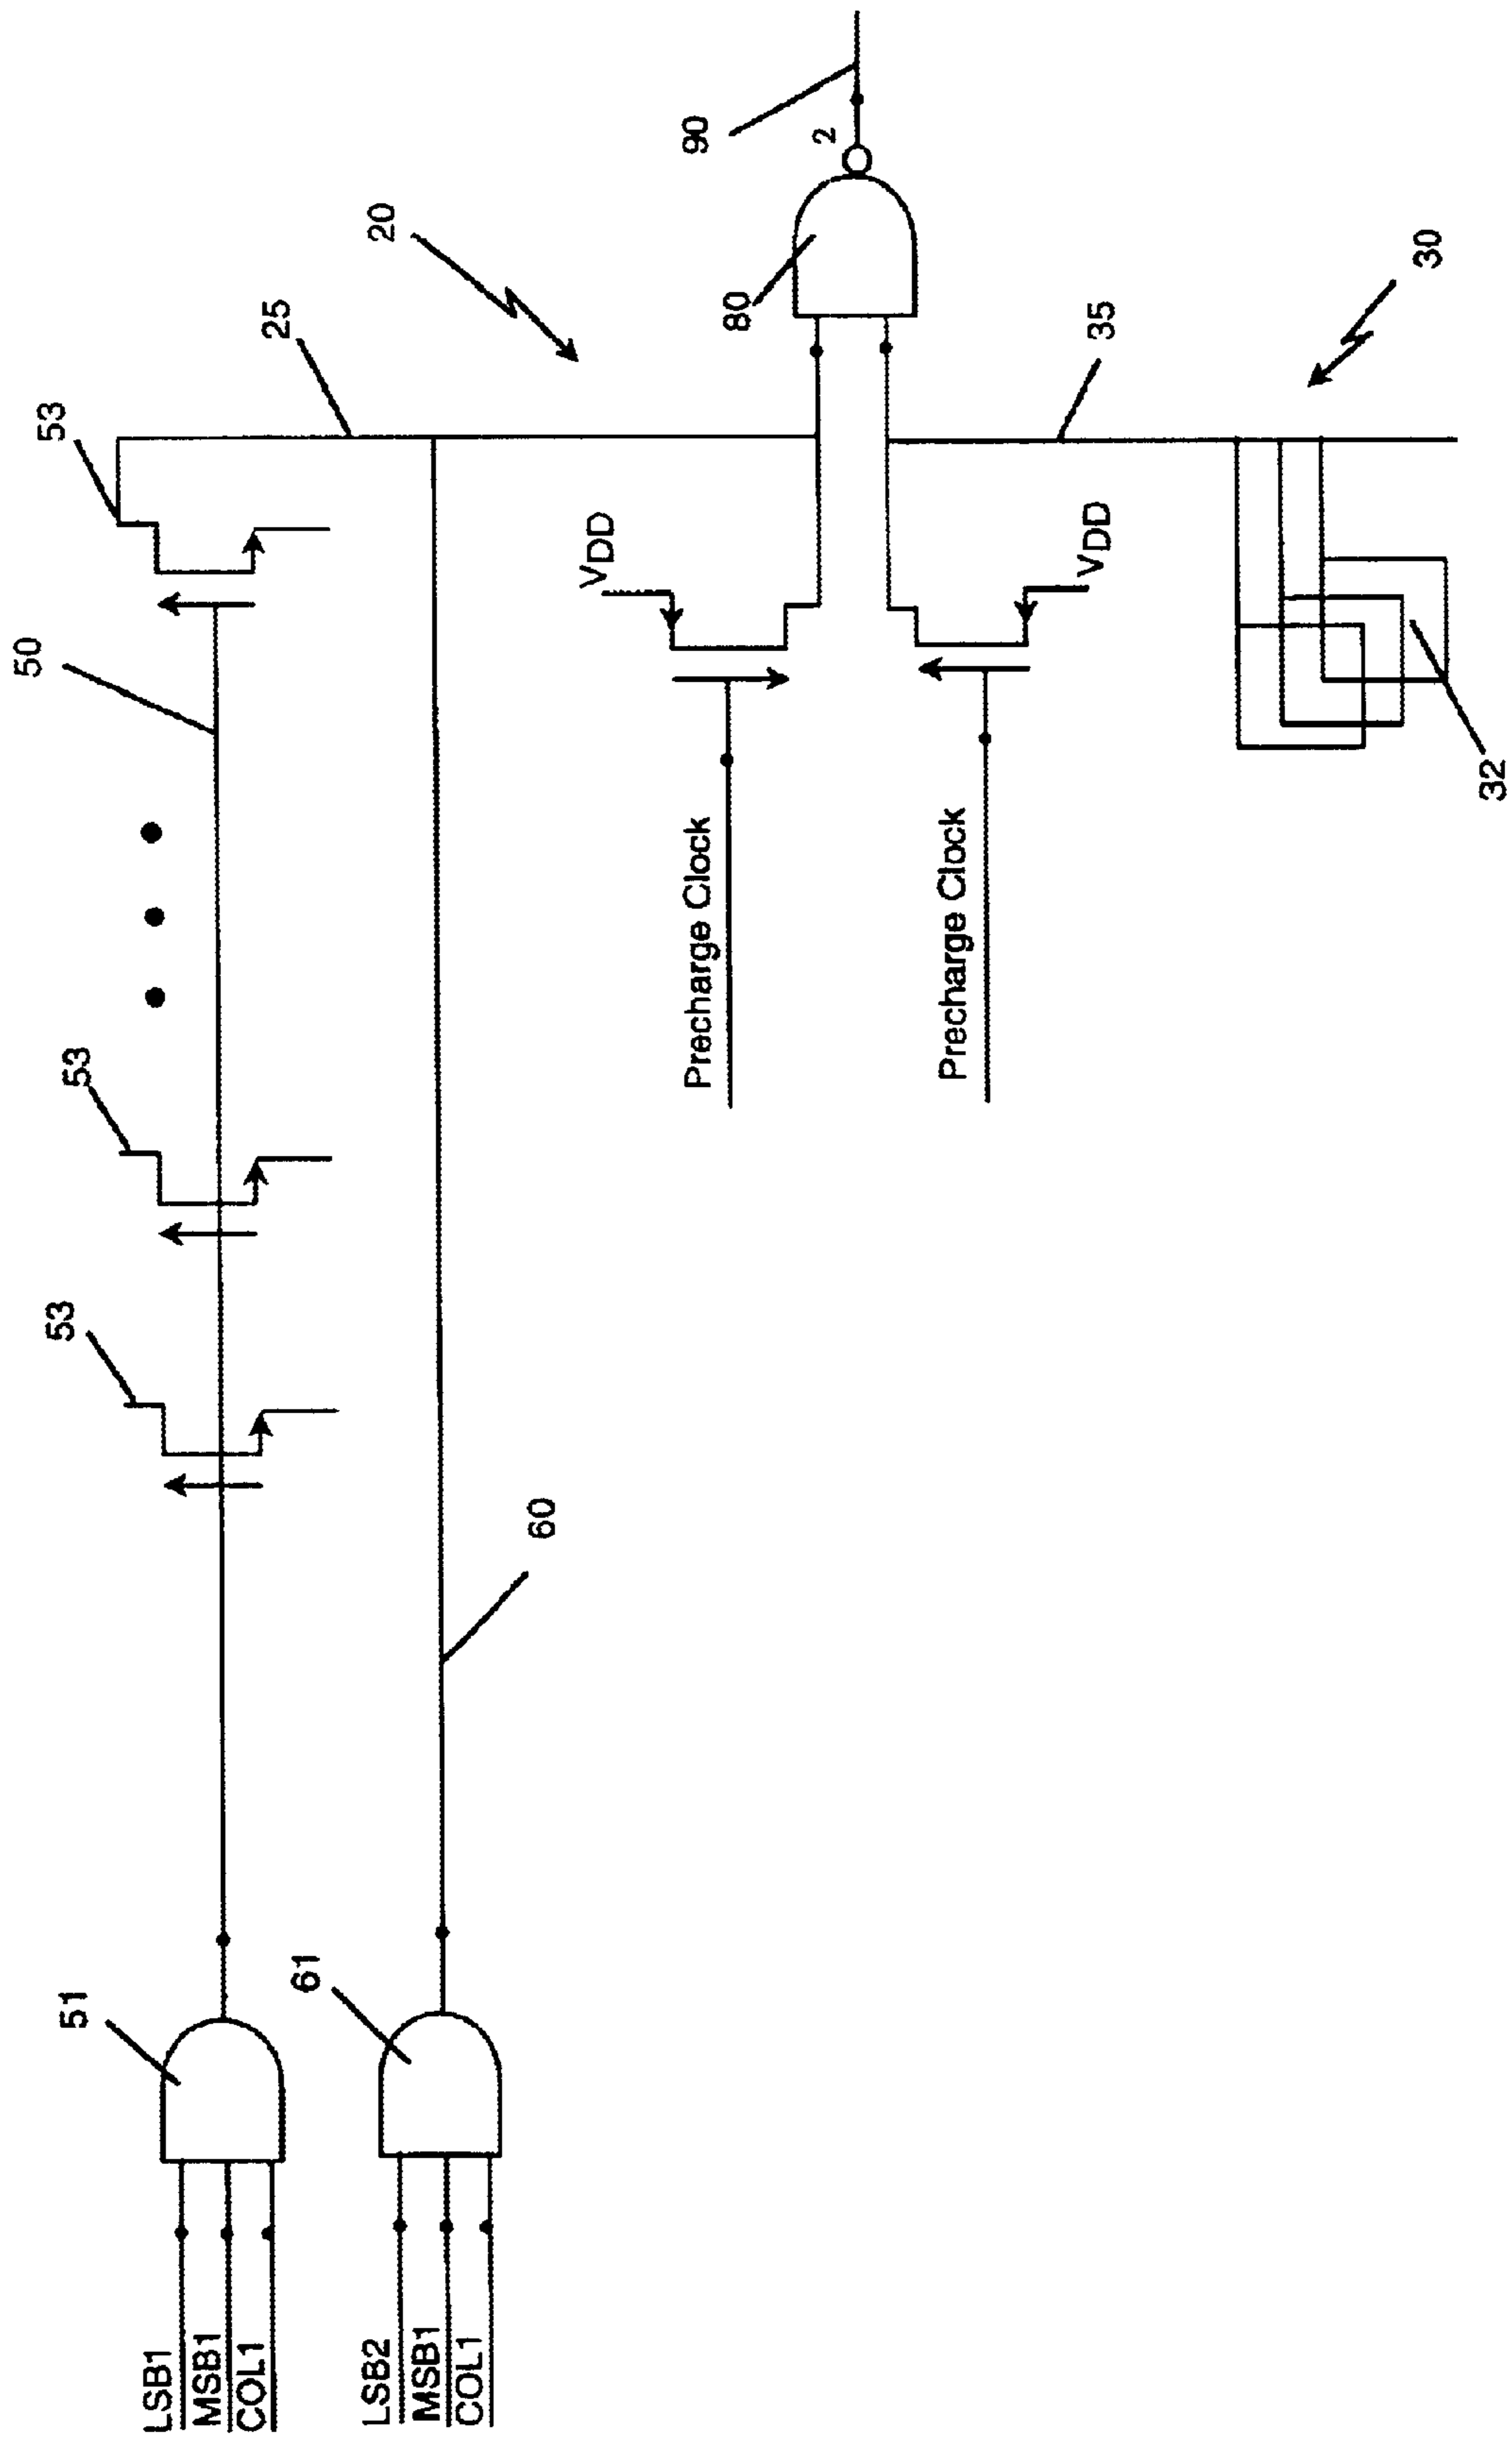 LSB1
MSB1
COL1
51
50
53
53
53
25
LSB2
MSB1
COL1
61
60
20
VDD
Precharge Clock
80
2
90
Precharge Clock
VDD
35
32
30